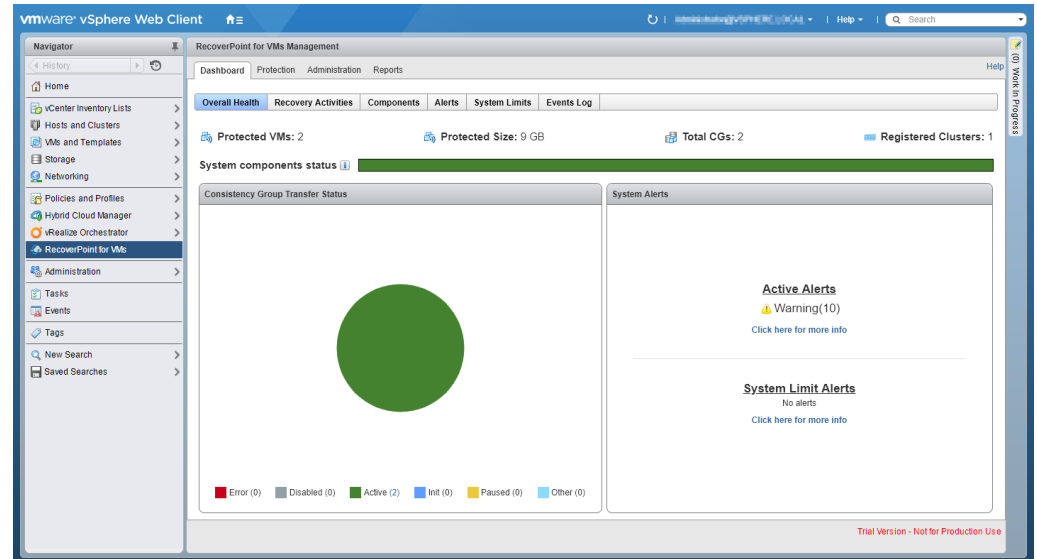 vmware® vSphere Web Client
Help
Search
Navigator
History
Home
vCenter Inventory Lists
Hosts and Clusters
VMs and Templates
Storage
Networking
Policies and Profiles
Hybrid Cloud Manager
vRealize Orchestrator
RecoverPoint for VMs
Administration
Tasks
Events
Tags
New Search
Saved Searches
RecoverPoint for VMs Management
Dashboard Protection Administration Reports Help
Overall Health Recovery Activities Components Alerts System Limits Events Log
Protected VMs: 2 Protected Size: 9 GB Total CGs: 2 Registered Clusters: 1
System components status
Consistency Group Transfer Status
Error (0) Disabled (0) Active (2) Init (0) Paused (0) Other (0)
System Alerts
Active Alerts
Warning(10)
Click here for more info
System Limit Alerts
No alerts
Click here for more info
Trial Version - Not for Production Use
(0) Work In Progress